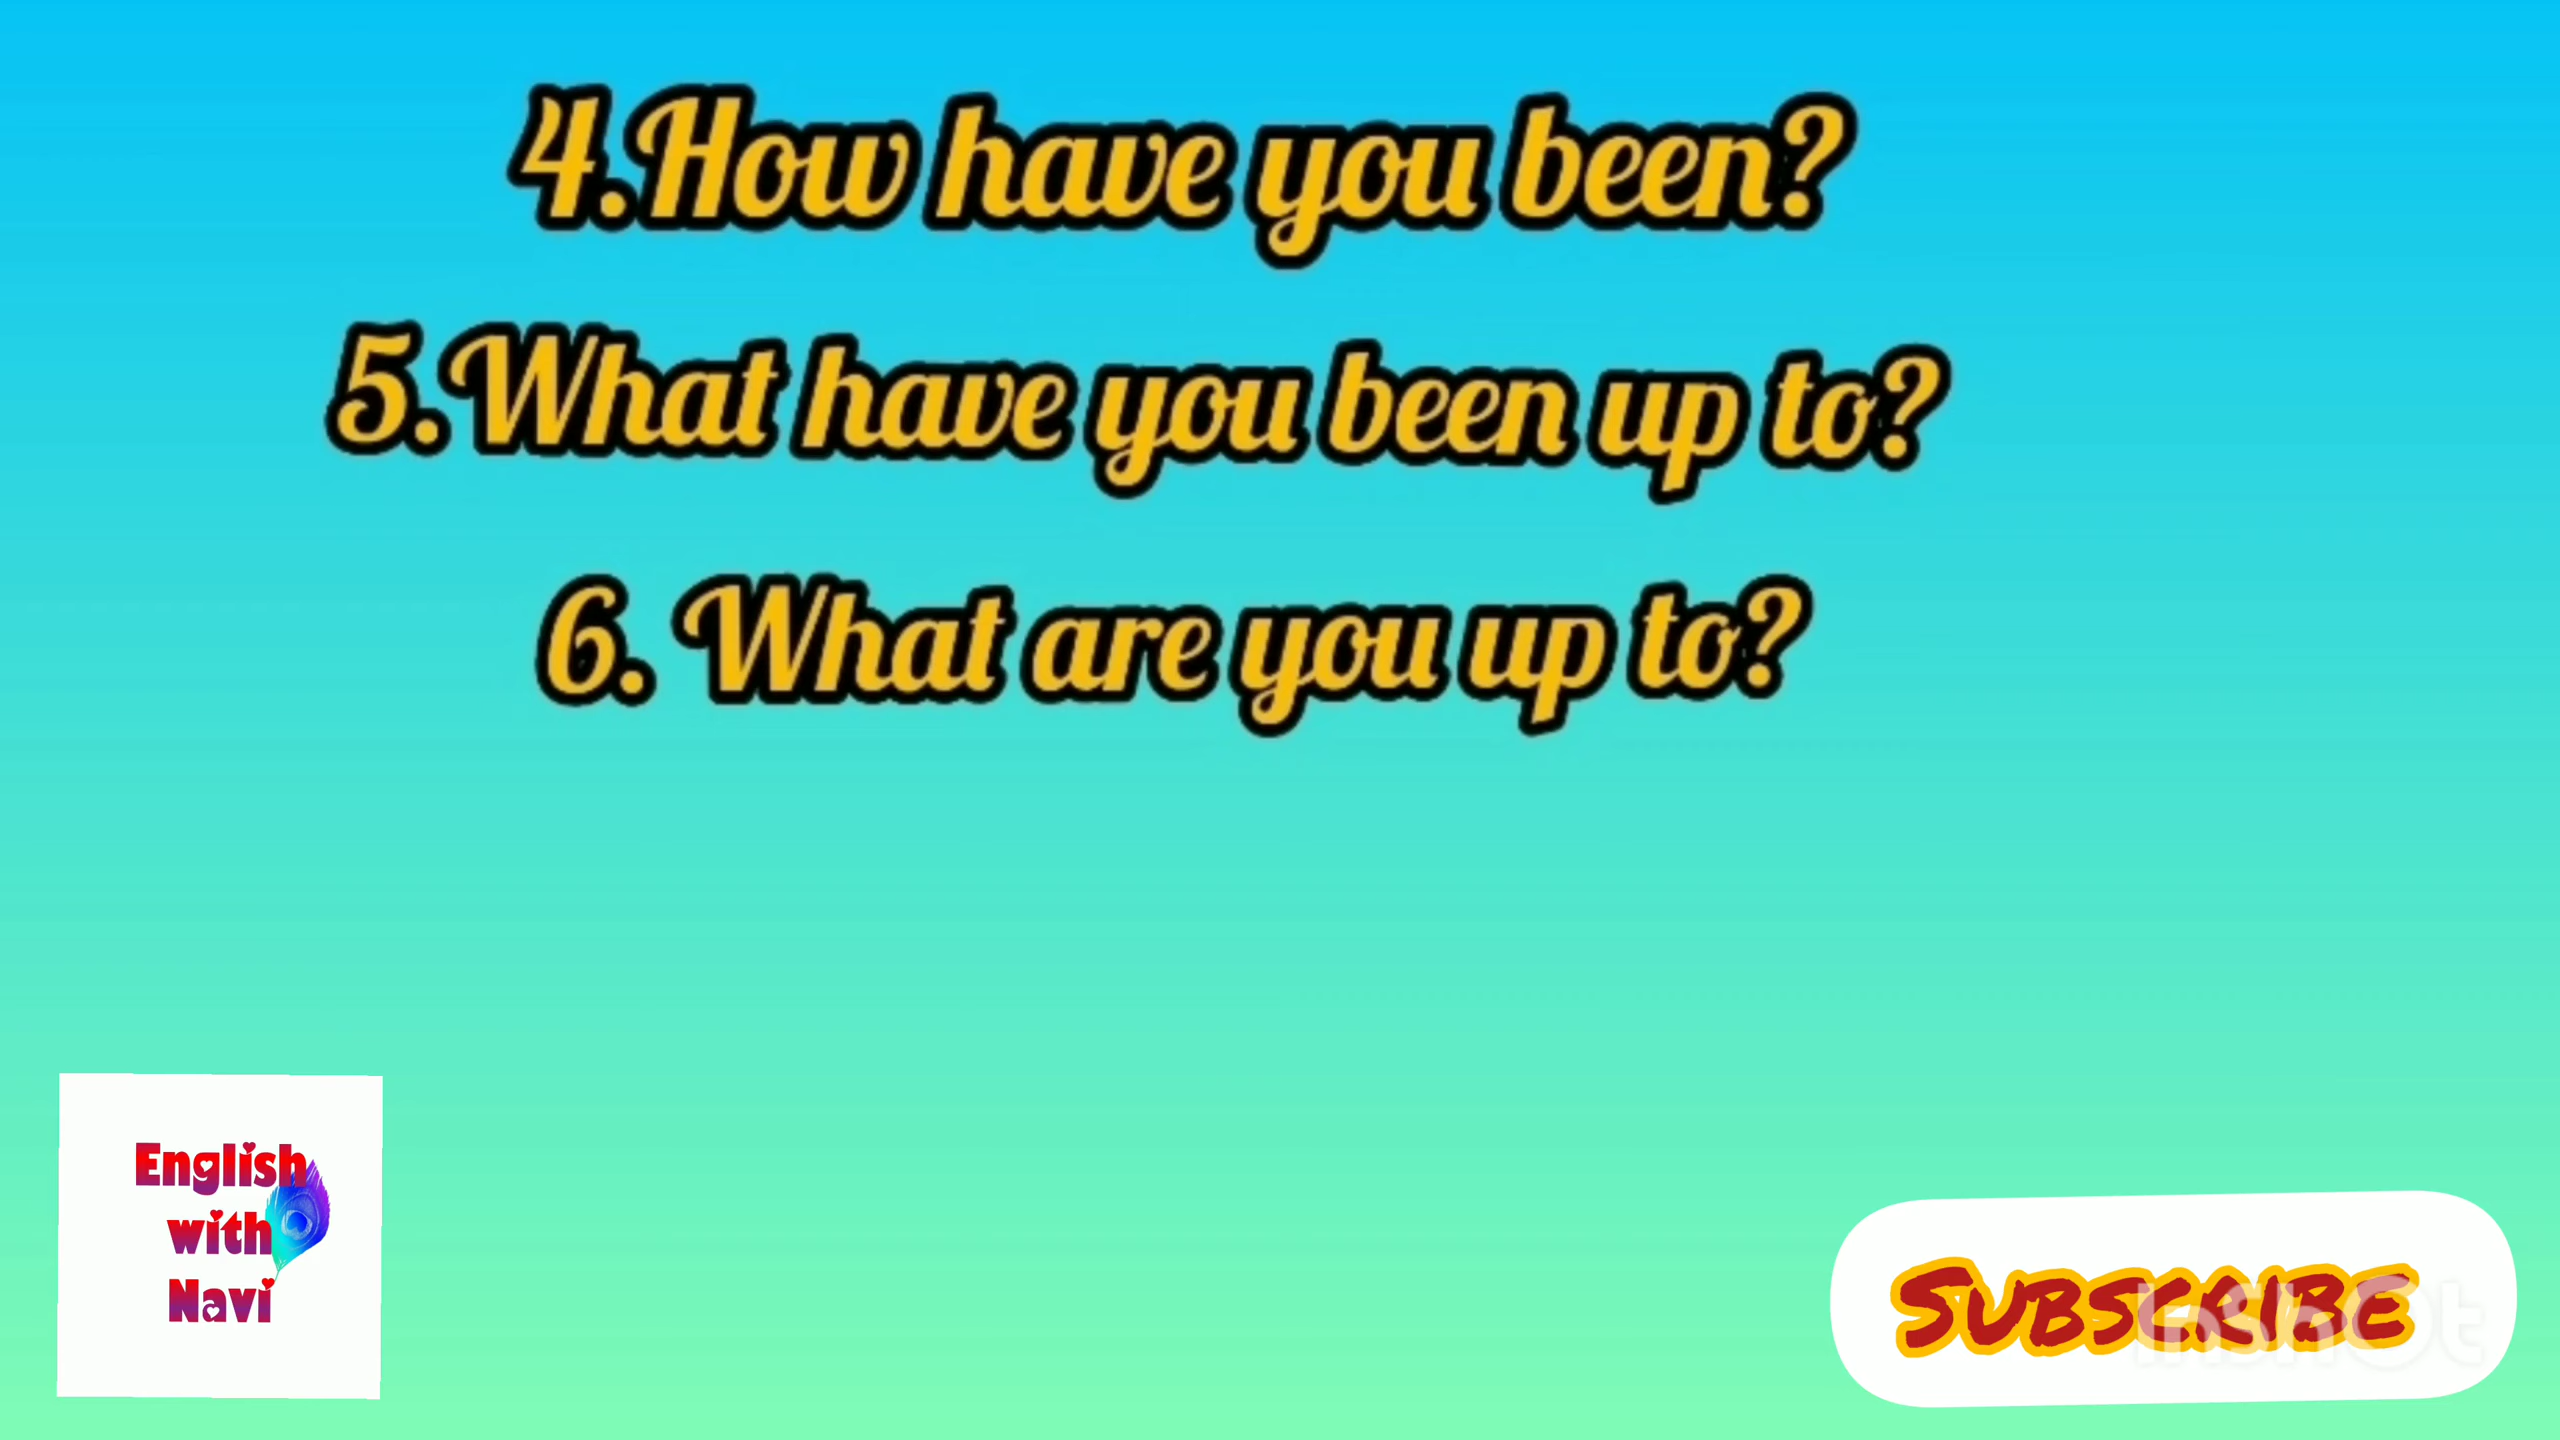 4.How have you been?
5.What have you been up to?
6. What are you up to?
English
with
Navi
SUBSCRIBE
InShOt